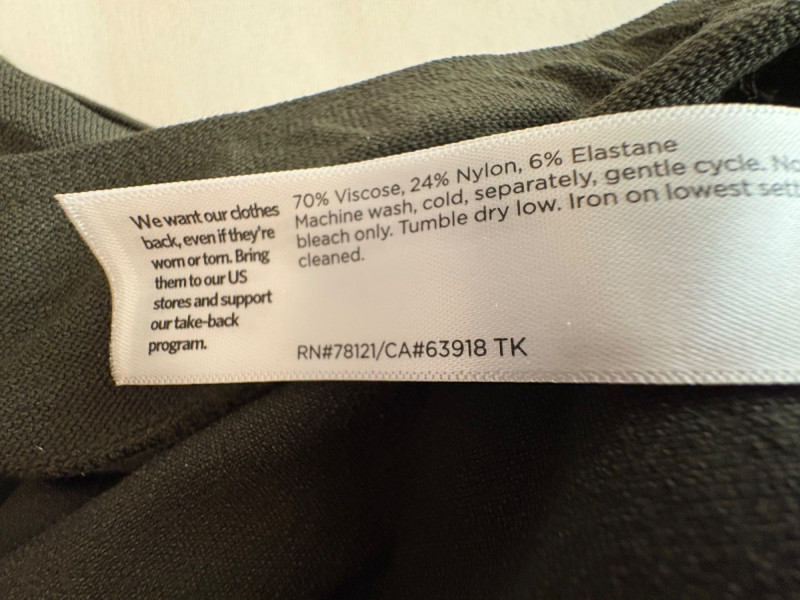 We want our clothes
back, even if they're
worn or torn. Bring
them to our US
stores and support
our take-back
program.
70% Viscose, 24% Nylon, 6% Elastane
Machine wash, cold, separately, gentle cycle.
bleach only. Tumble dry low. Iron on lowest
cleaned.
RN#78121/CA#63918 TK